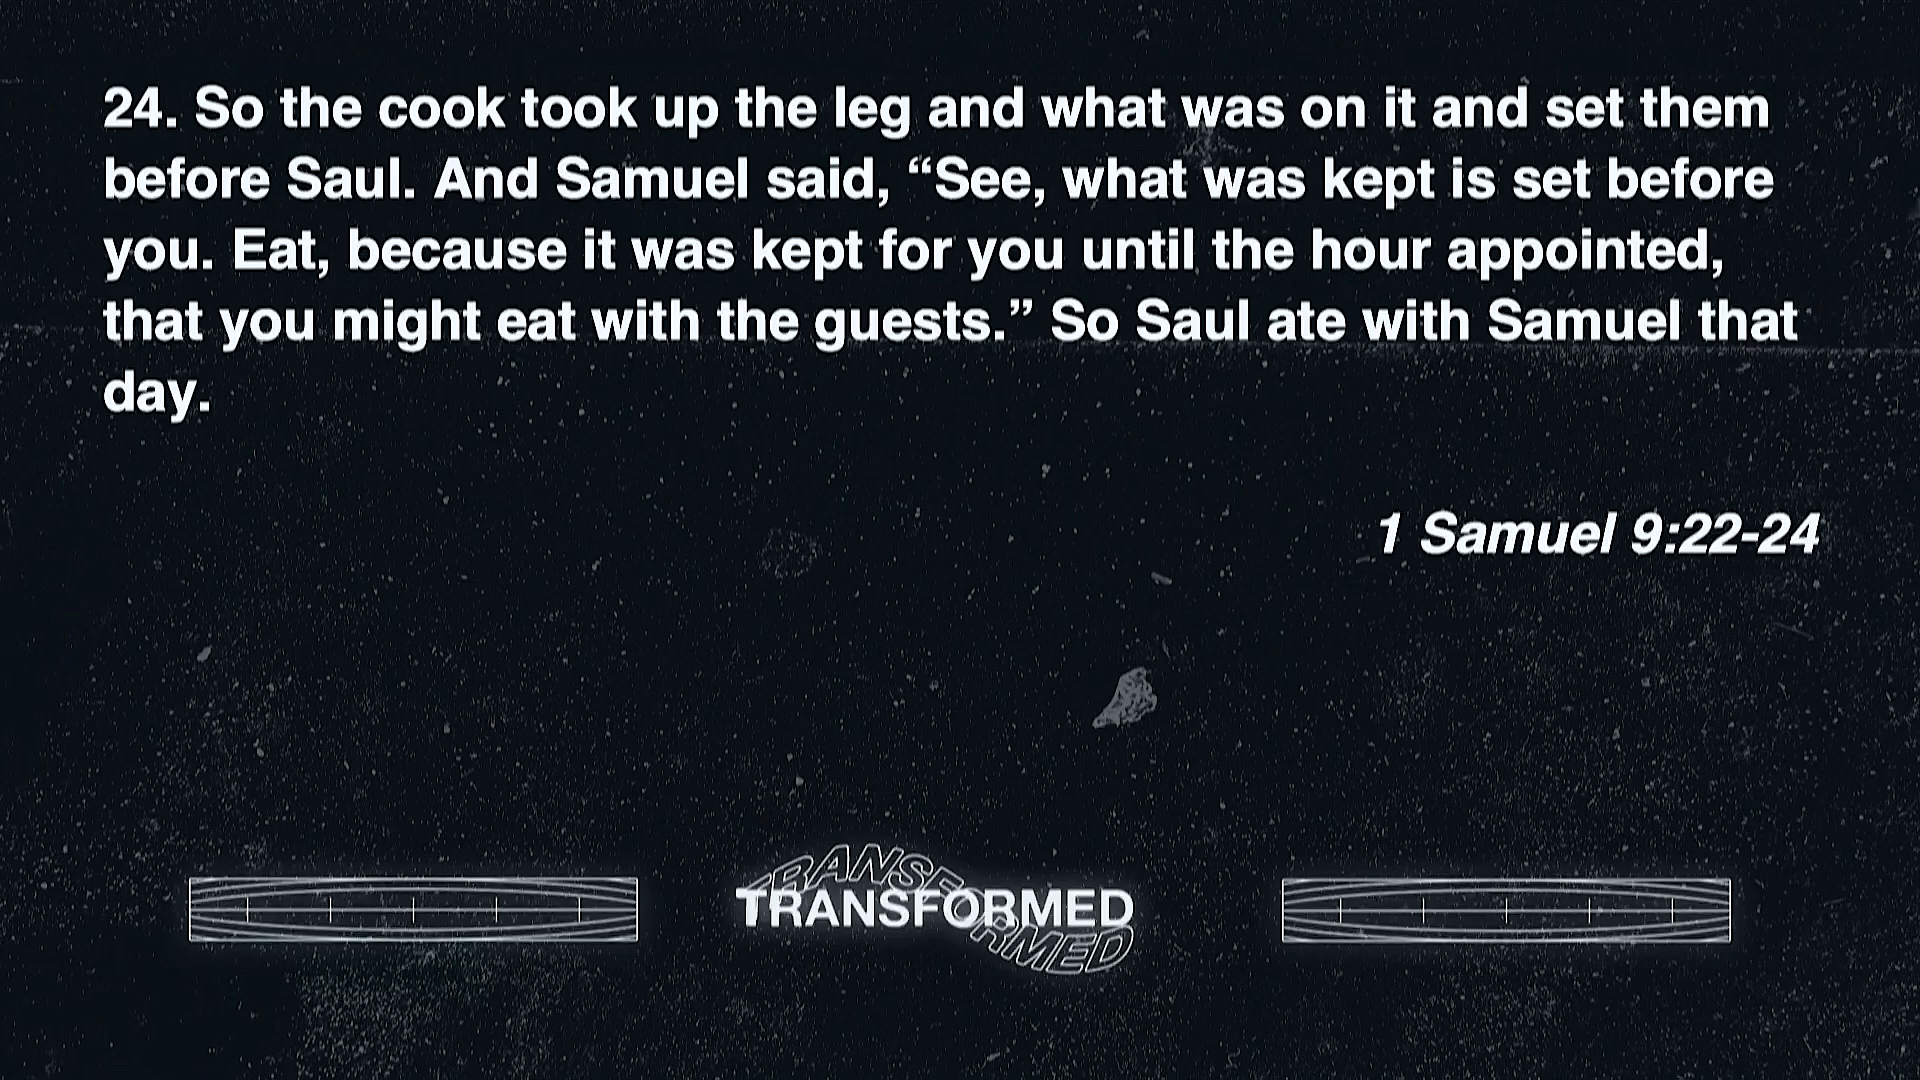 24. So the cook took up the leg and what was on it and set them
before Saul. And Samuel said, “See, what was kept is set before
you. Eat, because it was kept for you until the hour appointed,
that you might eat with the guests.” So Saul ate with Samuel that
day.
1 Samuel 9:22-24
TRANSFORMED
TRANSFORMED